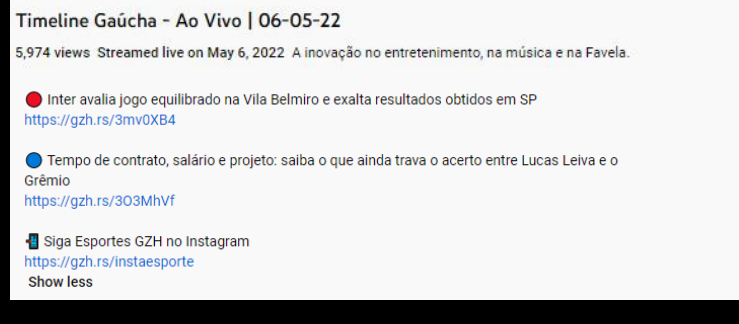 Timeline Gaúcha - Ao Vivo | 06-05-22
5,974 views Streamed live on May 6, 2022 A inovação no entretenimento, na música e na Favela.
🔴 Inter avalia jogo equilibrado na Vila Belmiro e exalta resultados obtidos em SP
https://gzh.rs/3mv0XB4
🔵 Tempo de contrato, salário e projeto: saiba o que ainda trava o acerto entre Lucas Leiva e o
Grêmio
https://gzh.rs/3O3MhVf
📲 Siga Esportes GZH no Instagram
https://gzh.rs/instaesporte
Show less